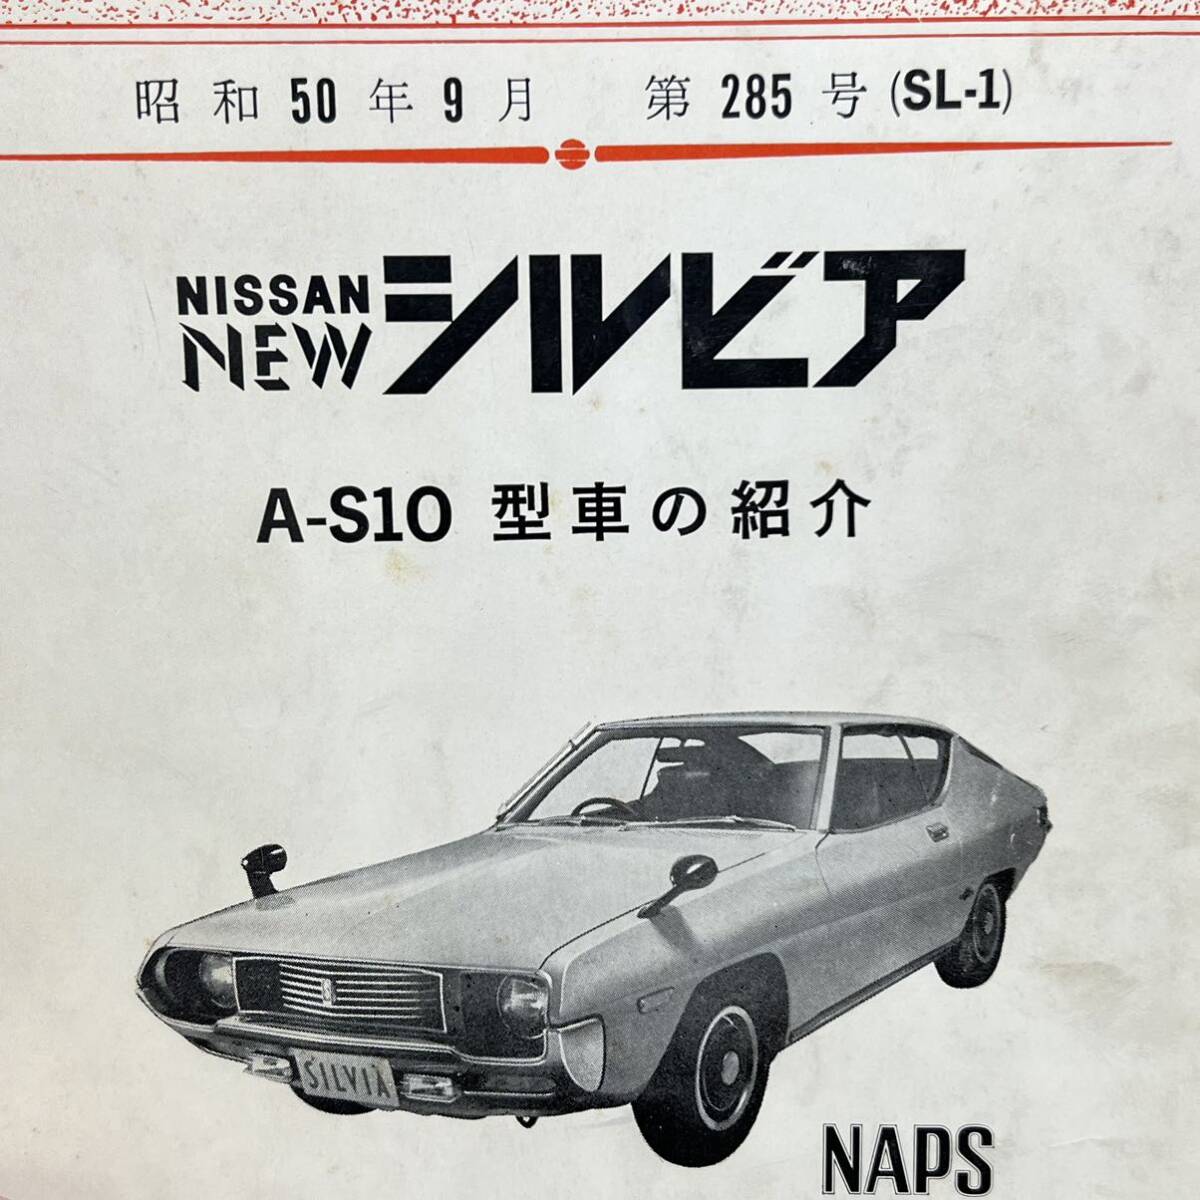 昭和50年9月 第285号(SL-1)
NISSAN
NEW シルビア
A-S10 型車の紹介
SILVIA
NAPS